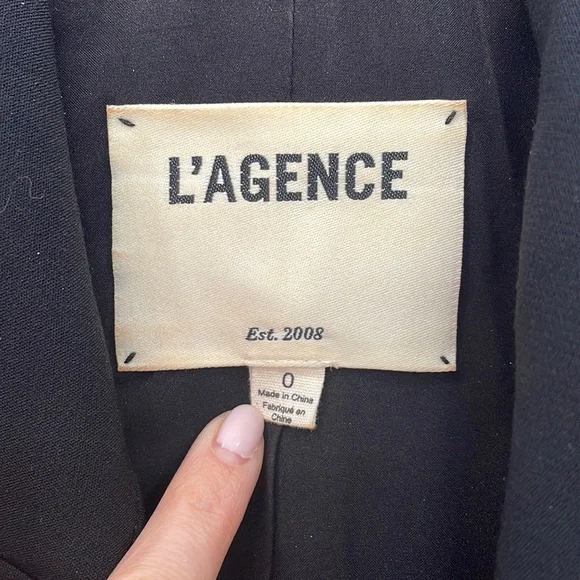 L'AGENCE
Est. 2008
0
Made in China
Fabriqué en
Chine